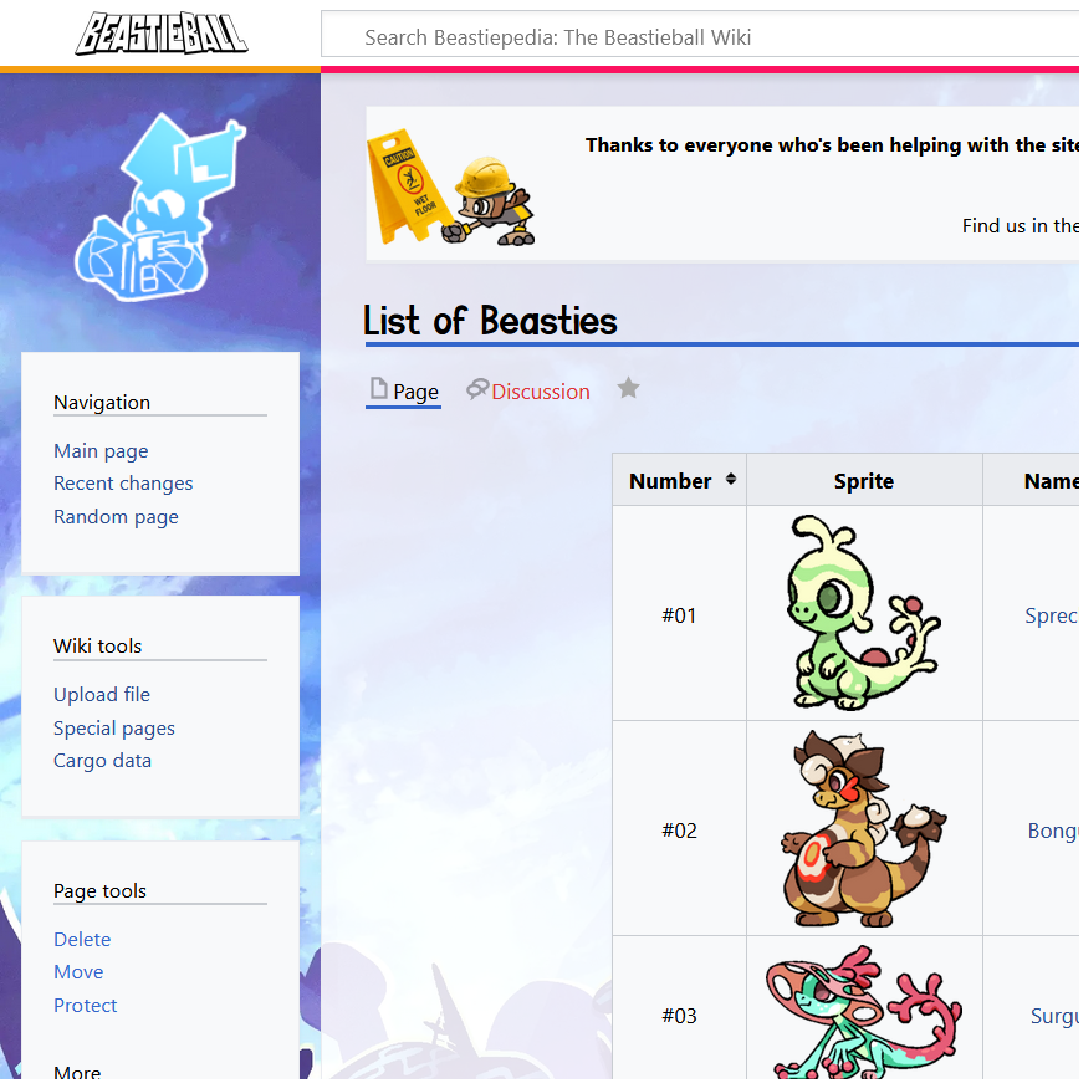 BEASTIEBALL
Search Beastiepedia: The Beastieball Wiki
CAUTION
WET
FLOOR
Thanks to everyone who's been helping with the site
Find us in the
List of Beasties
Page
Discussion
Navigation
Main page
Recent changes
Random page
Wiki tools
Upload file
Special pages
Cargo data
Page tools
Delete
Move
Protect
More
Number
Sprite
Name
#01
Sprec
#02
Bong
#03
Surgu